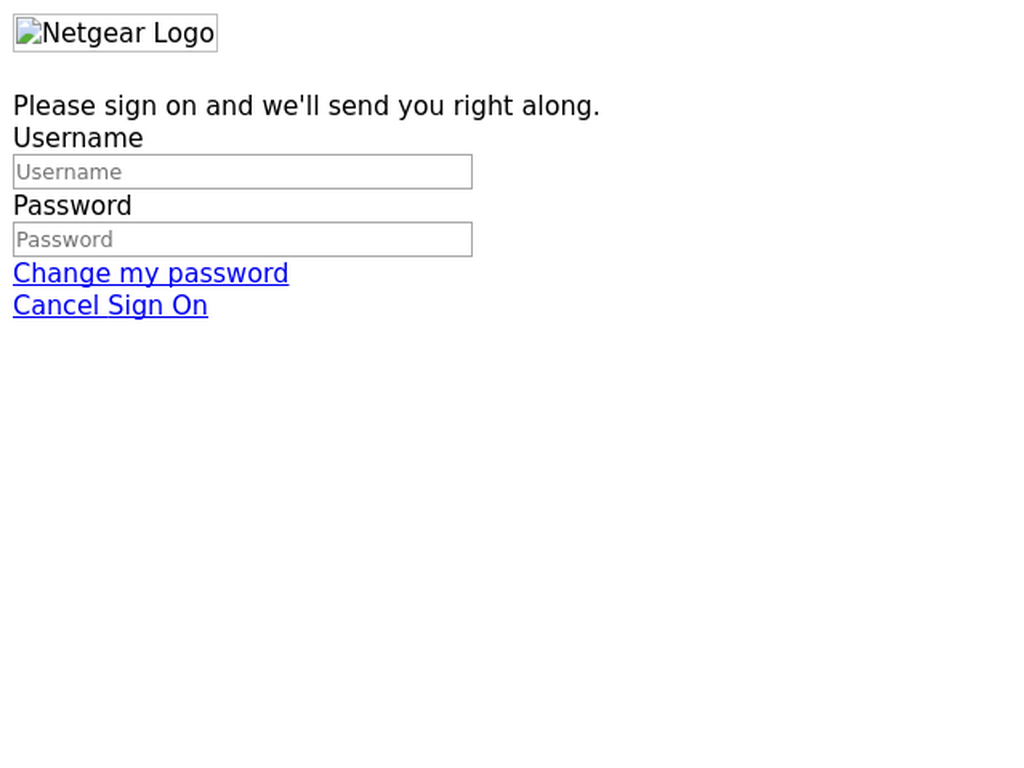 Netgear Logo
Please sign on and we'll send you right along.
Username
Username
Password
Password
Change my password
Cancel Sign On